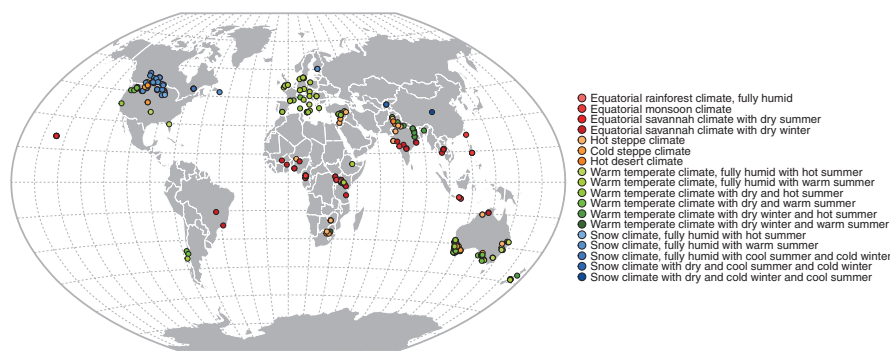 Equatorial rainforest climate, fully humid
Equatorial monsoon climate
Equatorial savannah climate with dry summer
Equatorial savannah climate with dry winter
Hot steppe climate
Cold steppe climate
Hot desert climate
Warm temperate climate, fully humid with hot summer
Warm temperate climate, fully humid with warm summer
Warm temperate climate with dry and hot summer
Warm temperate climate with dry and warm summer
Warm temperate climate with dry winter and hot summer
Warm temperate climate with dry winter and warm summer
Snow climate, fully humid with hot summer
Snow climate, fully humid with warm summer
Snow climate, fully humid with cool summer and cold winter
Snow climate with dry and cool summer and cold winter
Snow climate with dry and cold winter and cool summer